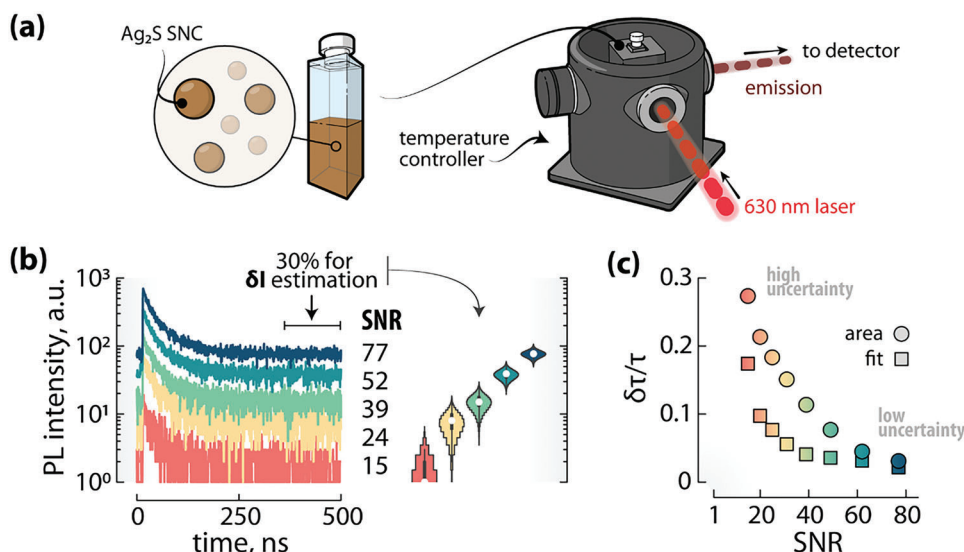 (a)
Ag₂S SNC
temperature
controller
to detector
emission
630 nm laser
(b)
30% for
δI estimation
SNR
77
52
39
24
15
PL intensity, a.u.
10³
10²
10¹
10⁰
0
250
500
time, ns
(c)
δτ/τ
0.3
0.2
0.1
0
high
uncertainty
area
fit
low
uncertainty
1
20
40
60
80
SNR